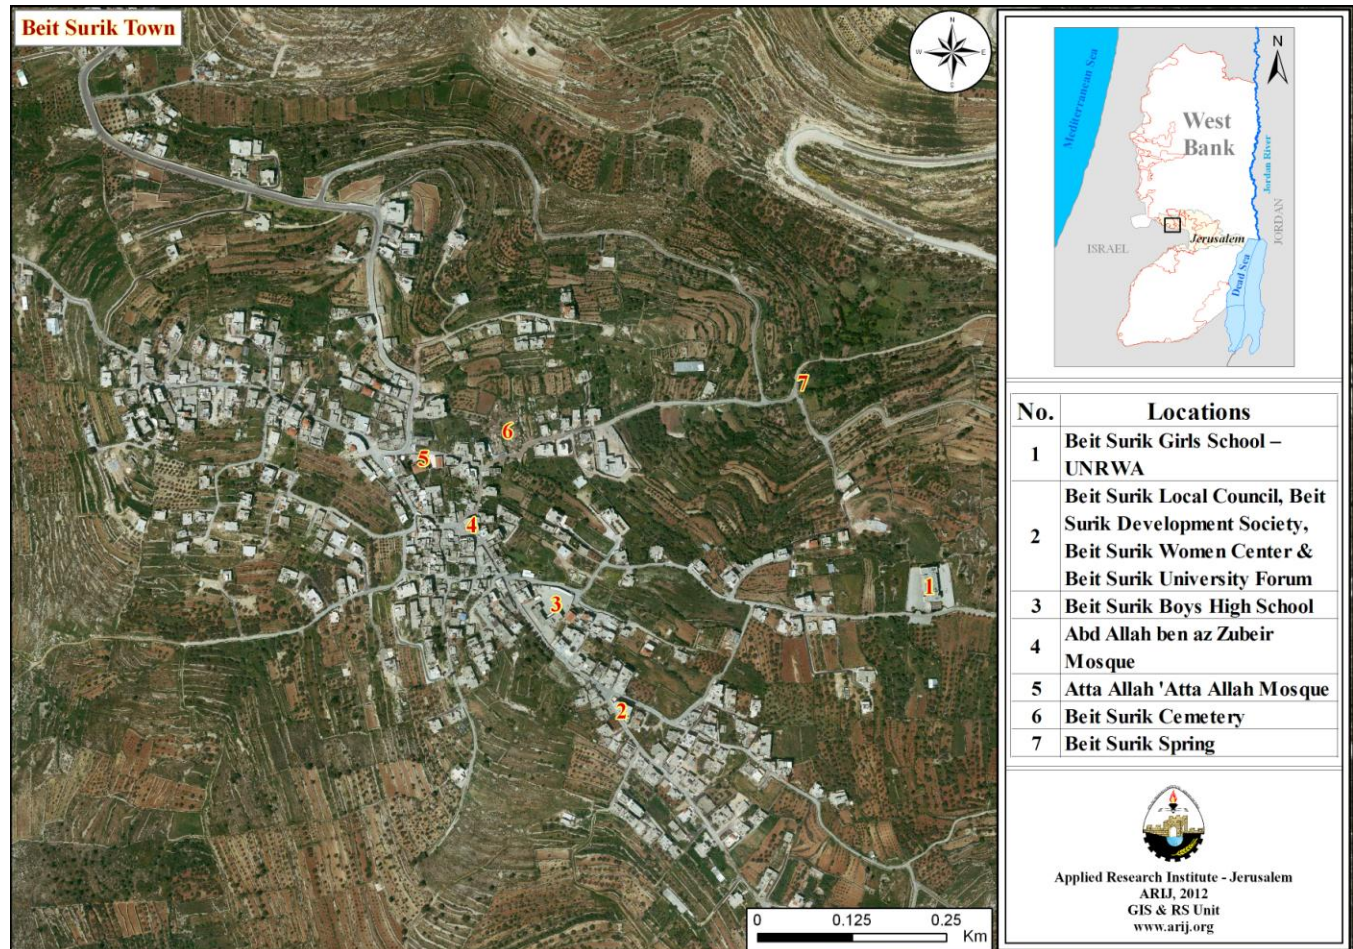 Beit Surik Town
N
W
E
S
7
6
5
4
3
1
2
0
0.125
0.25
Km
N
Mediterranean Sea
West
Bank
Jordan River
JORDAN
Jerusalem
ISRAEL
Dead Sea
No. Locations
1 Beit Surik Girls School –
UNRWA
2 Beit Surik Local Council, Beit
Surik Development Society,
Beit Surik Women Center &
Beit Surik University Forum
3 Beit Surik Boys High School
4 Abd Allah ben az Zubeir
Mosque
5 Atta Allah 'Atta Allah Mosque
6 Beit Surik Cemetery
7 Beit Surik Spring
Applied Research Institute - Jerusalem
ARIJ, 2012
GIS & RS Unit
www.arij.org